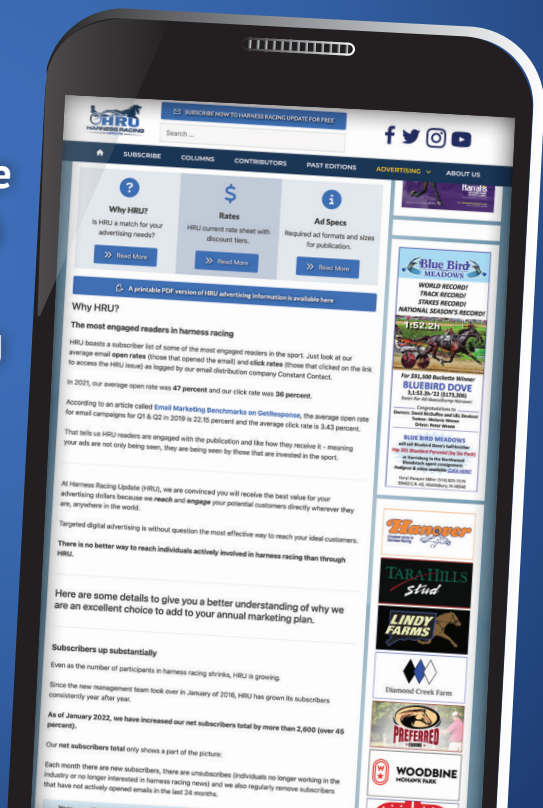 e
HRU
HARNESS RACING
UPDATE
SUBSCRIBE NOW TO HARNESS RACING UPDATE FOR FREE
Search ...
SUBSCRIBE
COLUMNS
CONTRIBUTORS
PAST EDITIONS
ADVERTISING
ABOUT US
Why HRU?
Is HRU a match for your
advertising needs?
Read More
Rates
HRU current rate sheet with
discount tiers.
Read More
Ad Specs
Required ad formats and sizes
for publication.
Read More
A printable PDF version of HRU advertising information is available here
Why HRU?
The most engaged readers in harness racing
HRU boasts a subscriber list of some of the most engaged readers in the sport. Just look at our
average email open rates (those that opened the email) and click rates (those that clicked on the link
to access the HRU issue) as logged by our email distribution company Constant Contact.
In 2021, our average open rate was 47 percent and our click rate was 36 percent.
According to an article called Email Marketing Benchmarks on GetResponse, the average open rate
for email campaigns for Q1 & Q2 in 2019 is 22.15 percent and the average click rate is 3.43 percent.
That tells us HRU readers are engaged with the publication and like how they receive it - meaning
your ads are not only being seen, they are being seen by those that are invested in the sport.
At Harness Racing Update (HRU), we are convinced you will receive the best value for your
advertising dollars because we reach and engage your potential customers directly wherever they
are, anywhere in the world.
Targeted digital advertising is without question the most effective way to reach your ideal customers.
There is no better way to reach individuals actively involved in harness racing than through
HRU.
Here are some details to give you a better understanding of why we
are an excellent choice to add to your annual marketing plan.
Subscribers up substantially
Even as the number of participants in harness racing shrinks, HRU is growing.
Since the new management team took over in January of 2016, HRU has grown its subscribers
consistently year after year.
As of January 2022, we have increased our net subscribers total by more than 2,600 (over 45
percent).
Our net subscribers total only shows a part of the picture:
Each month there are new subscribers, there are unsubscribes (individuals no longer working in the
industry or no longer interested in harness racing news) and we also regularly remove subscribers
that have not actively opened emails in the last 24 months.
Harrah's
Blue Bird
MEADOWS
WORLD RECORD!
TRACK RECORD!
STAKES RECORD!
NATIONAL SEASON'S RECORD!
1:52.2h
For $91,500 Buckette Winner
BLUEBIRD DOVE
3,1:52.2h-'22 ($173,206)
Congratulations to
BLUE BIRD MEADOWS
Hanover
TARA HILLS
Stud
LINDY
FARMS
Diamond Creek Farm
PREFERRED
EQUINE
WOODBINE
MOHAWK PARK